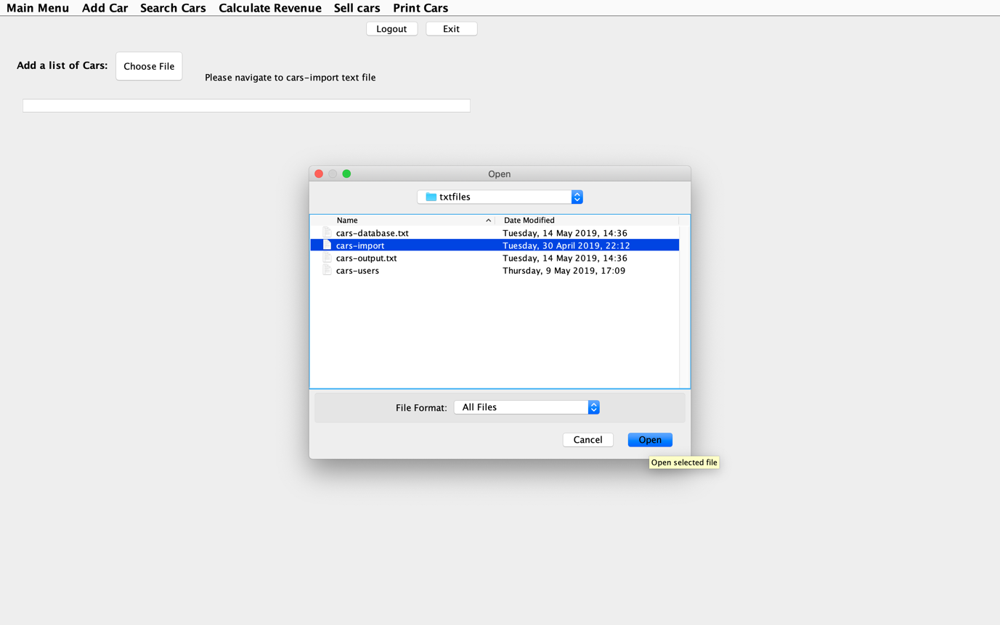 Main Menu Add Car Search Cars Calculate Revenue Sell cars Print Cars
Logout Exit
Add a list of Cars: Choose File
Please navigate to cars-import text file
Open
txtfiles
Name Date Modified
cars-database.txt Tuesday, 14 May 2019, 14:36
cars-import Tuesday, 30 April 2019, 22:12
cars-output.txt Tuesday, 14 May 2019, 14:36
cars-users Thursday, 9 May 2019, 17:09
File Format: All Files
Cancel Open
Open selected file